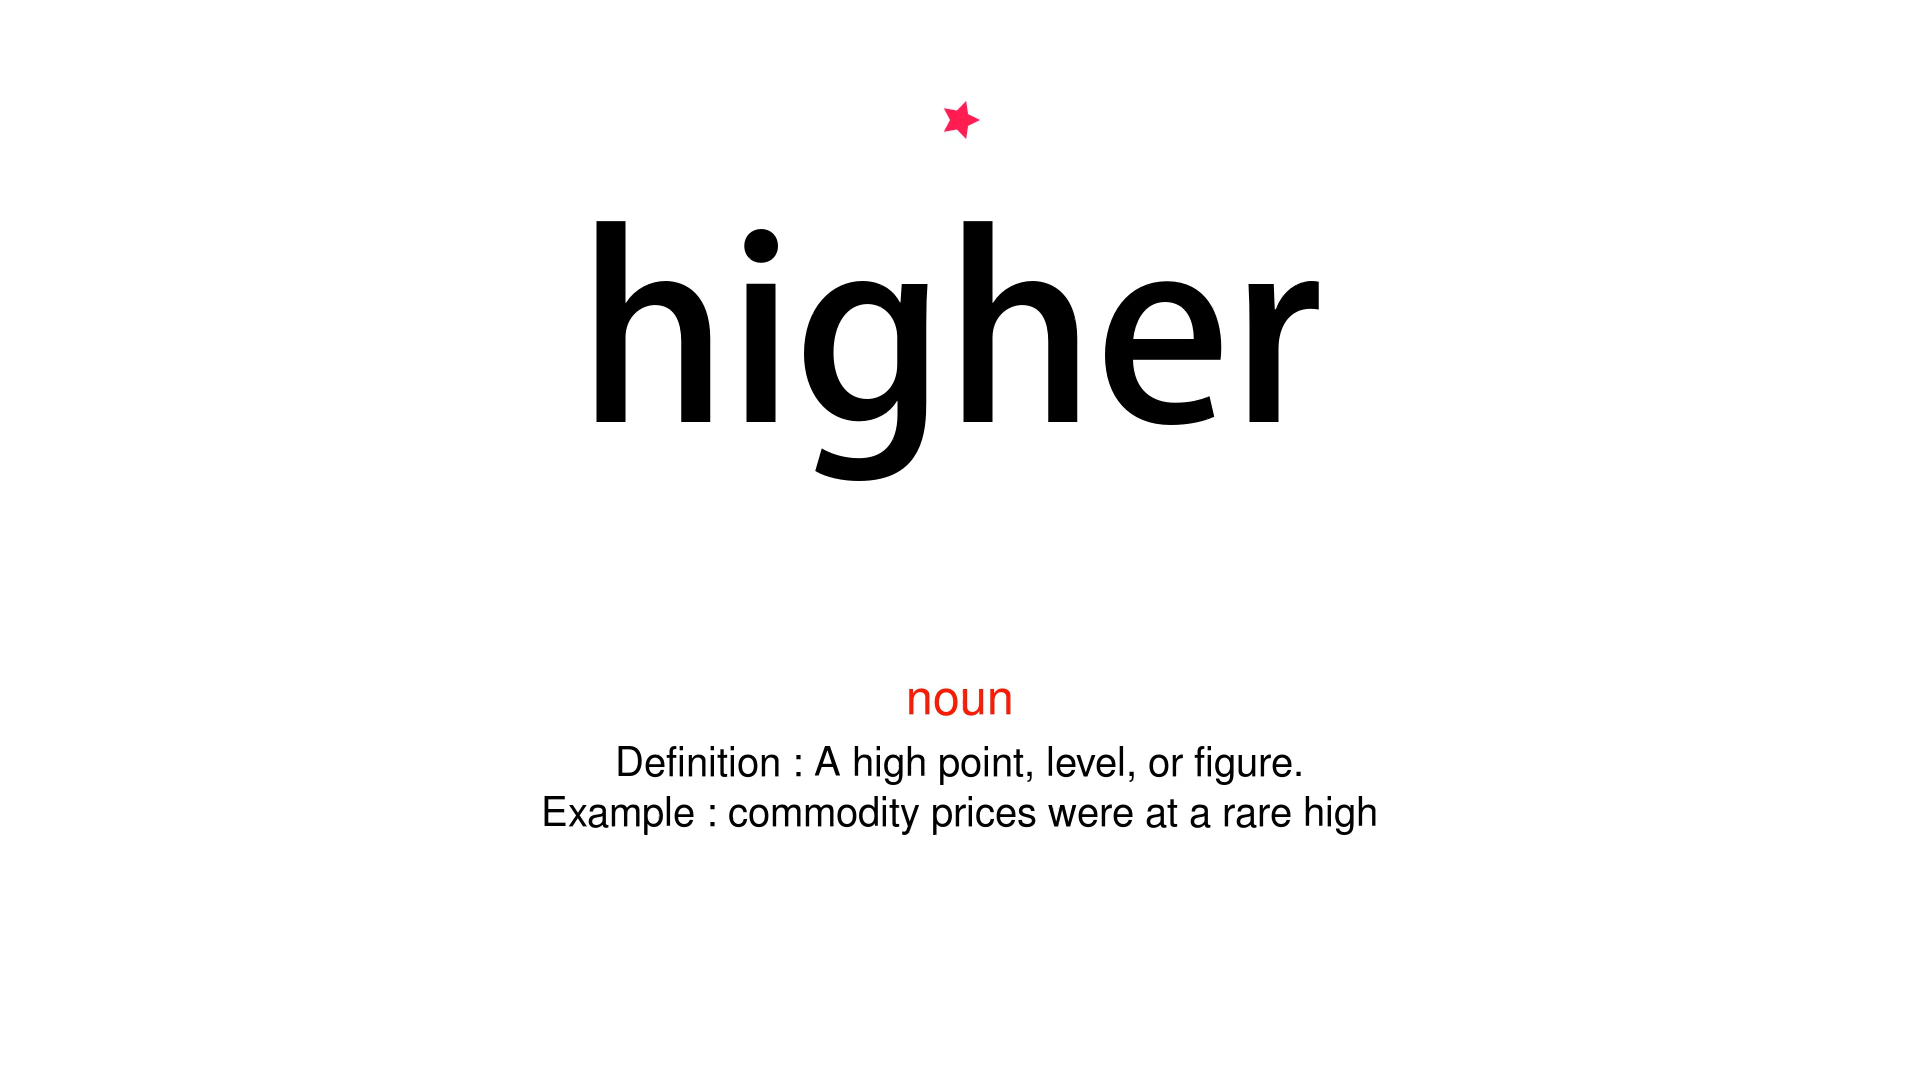 higher
noun
Definition : A high point, level, or figure.
Example : commodity prices were at a rare high